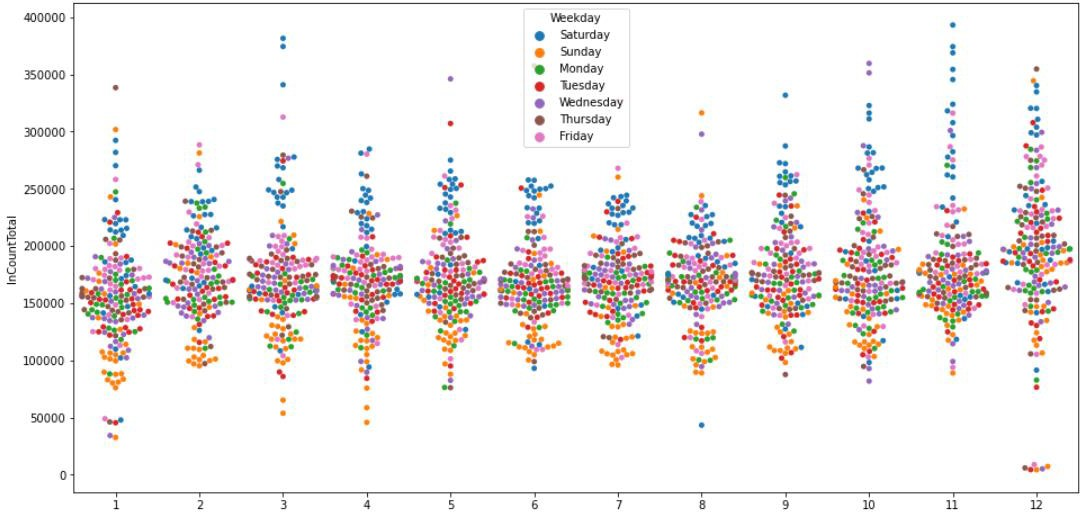 400000
350000
300000
250000
200000
150000
100000
50000
0
InCountTotal
Weekday
Saturday
Sunday
Monday
Tuesday
Wednesday
Thursday
Friday
1 2 3 4 5 6 7 8 9 10 11 12